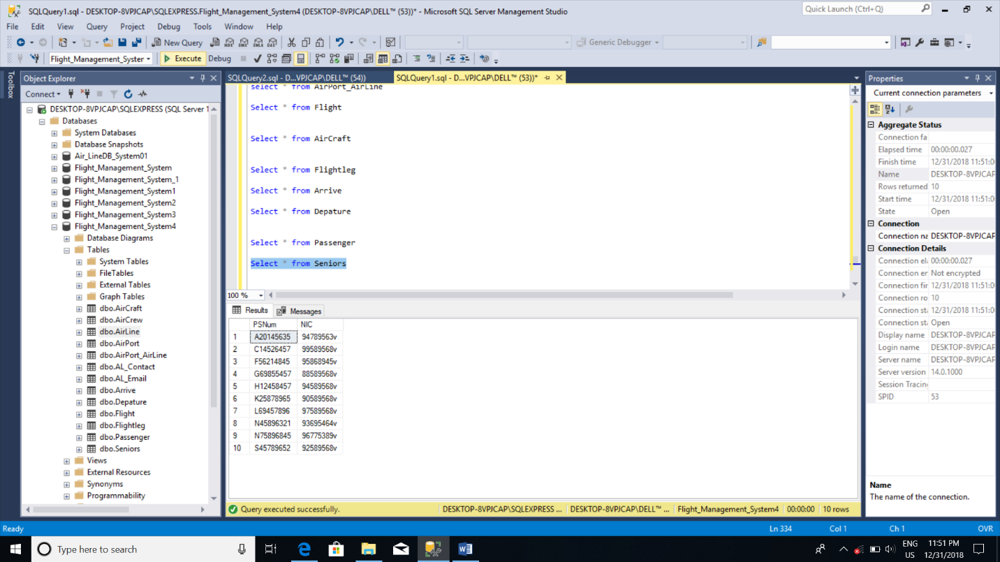 SQLQuery1.sql - DESKTOP-8VPJCAP\SQLEXPRESS.Flight_Management_System4 (DESKTOP-8VPJCAP\DELL™ (53))* - Microsoft SQL Server Management Studio
Quick Launch (Ctrl+Q)
File Edit View Query Project Debug Tools Window Help
New Query
MDX DMX XMLA DAX
Generic Debugger
Flight_Management_Syster
Execute Debug
Toolbox
Object Explorer
Connect
DESKTOP-8VPJCAP\SQLEXPRESS (SQL Server 1
Databases
System Databases
Database Snapshots
Air_LineDB_System01
Flight_Management_System
Flight_Management_System_1
Flight_Management_System1
Flight_Management_System2
Flight_Management_System3
Flight_Management_System4
Database Diagrams
Tables
System Tables
FileTables
External Tables
Graph Tables
dbo.AirCraft
dbo.AirCrew
dbo.AirLine
dbo.AirPort
dbo.AirPort_AirLine
dbo.AL_Contact
dbo.AL_Email
dbo.Arrive
dbo.Depature
dbo.Flight
dbo.Flightleg
dbo.Passenger
dbo.Seniors
Views
External Resources
Synonyms
Programmability
SQLQuery2.sql - D...VPJCAP\DELL™ (54))
SQLQuery1.sql - D...VPJCAP\DELL™ (53))*
select * from AirPort_AirLine
Select * from Flight
Select * from AirCraft
Select * from Flightleg
Select * from Arrive
Select * from Depature
Select * from Passenger
Select * from Seniors
100 %
Results Messages
PSNum NIC
1 A20145635 94789563v
2 C14526457 99589568v
3 F56214845 95868945v
4 G69855457 88589568v
5 H12458457 94589568v
6 K25878965 90589568v
7 L69457896 97589568v
8 N45896321 93695464v
9 N75896845 96775389v
10 S45789652 92589568v
Query executed successfully.
DESKTOP-8VPJCAP\SQLEXPRESS ... DESKTOP-8VPJCAP\DELL™ ... Flight_Management_System4 00:00:00 10 rows
Properties
Current connection parameters
Aggregate Status
Connection fa
Elapsed time 00:00:00.027
Finish time 12/31/2018 11:51:0
Name DESKTOP-8VPJCAP
Rows returned 10
Start time 12/31/2018 11:51:0
State Open
Connection
Connection na DESKTOP-8VPJCAP
Connection Details
Connection ela 00:00:00.027
Connection en Not encrypted
Connection fir 12/31/2018 11:51:0
Connection ro 10
Connection sta 12/31/2018 11:51:0
Connection sta Open
Display name DESKTOP-8VPJCAP
Login name DESKTOP-8VPJCAP
Server name DESKTOP-8VPJCAP
Server version 14.0.1000
Session Tracin
SPID 53
Name
The name of the connection.
Ready
Ln 334 Col 1 Ch 1 OVR
Type here to search
ENG
US
11:51 PM
12/31/2018